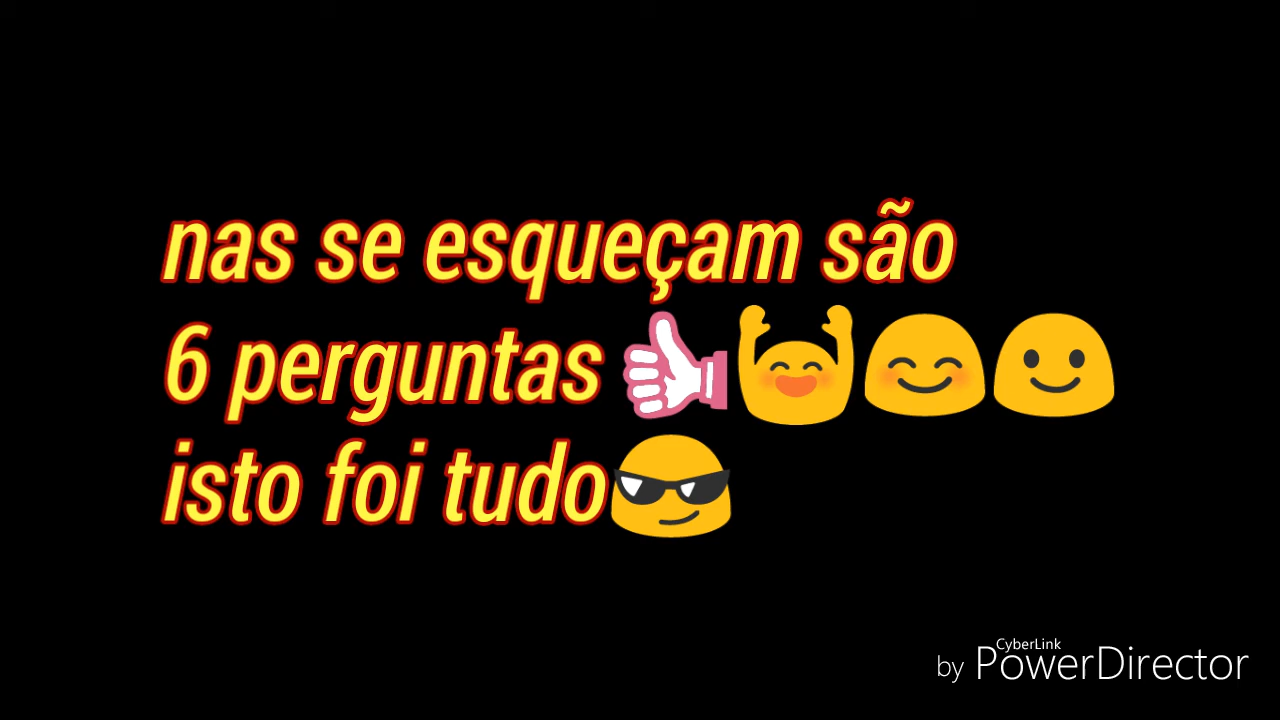 nas se esqueçam são
6 perguntas 👍🙌😊🙂
isto foi tudo😎
CyberLink
by PowerDirector